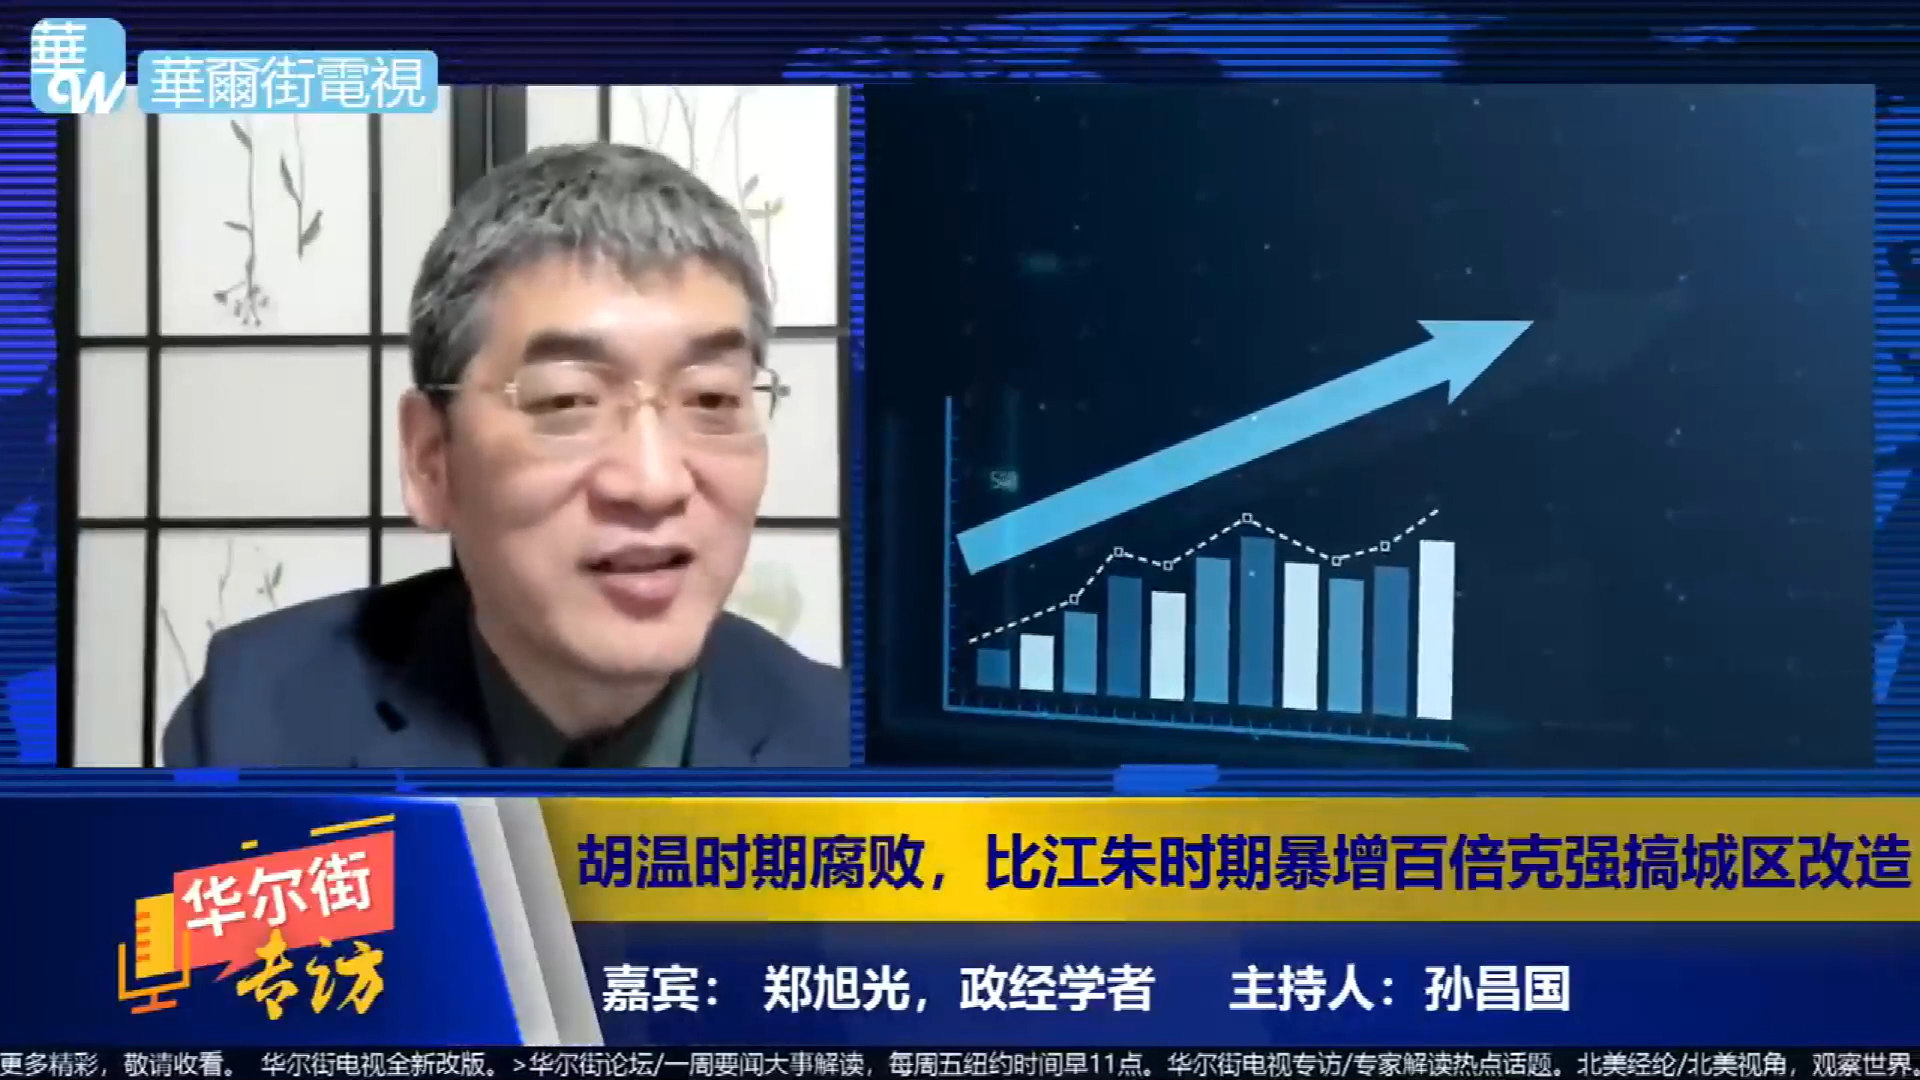 華
W
華爾街電視
Sell
胡温时期腐败，比江朱时期暴增百倍克强搞城区改造
华尔街
专访
嘉宾： 郑旭光，政经学者 主持人：孙昌国
更多精彩，敬请收看。 华尔街电视全新改版。>华尔街论坛/一周要闻大事解读，每周五纽约时间早11点。华尔街电视专访/专家解读热点话题。北美经纶/北美视角，观察世界。